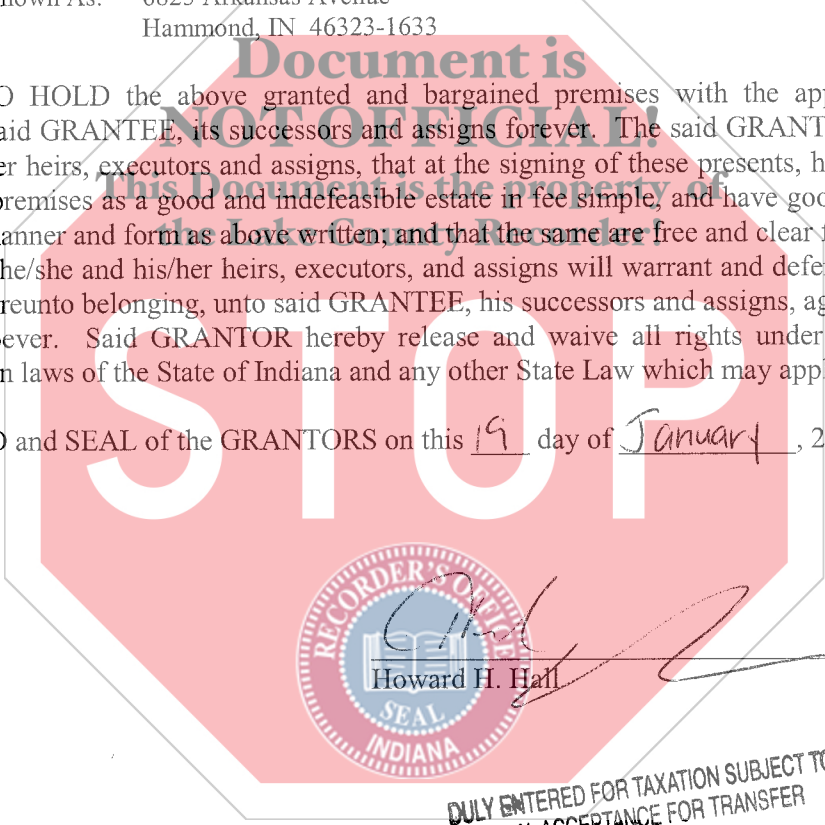 Hammond, IN 46323-1633
Document is
O HOLD the above granted and bargained premises with the app
NOT OFFICIAL!
aid GRANTEE, its successors and assigns forever. The said GRANT
er heirs, executors and assigns, that at the signing of these presents, h
This Document is the property of
premises as a good and indefeasible estate in fee simple, and have goo
the Lake County Recorder!
anner and form as above written; and that the same are free and clear f
he/she and his/her heirs, executors, and assigns will warrant and defe
reunto belonging, unto said GRANTEE, his successors and assigns, ag
ever. Said GRANTOR hereby release and waive all rights under
n laws of the State of Indiana and any other State Law which may appl
STOP
D and SEAL of the GRANTORS on this 19 day of January, 2
RECORDER'S OFFICE
Howard H. Hall
SEAL
INDIANA
DULY ENTERED FOR TAXATION SUBJECT TO
ACCEPTANCE FOR TRANSFER